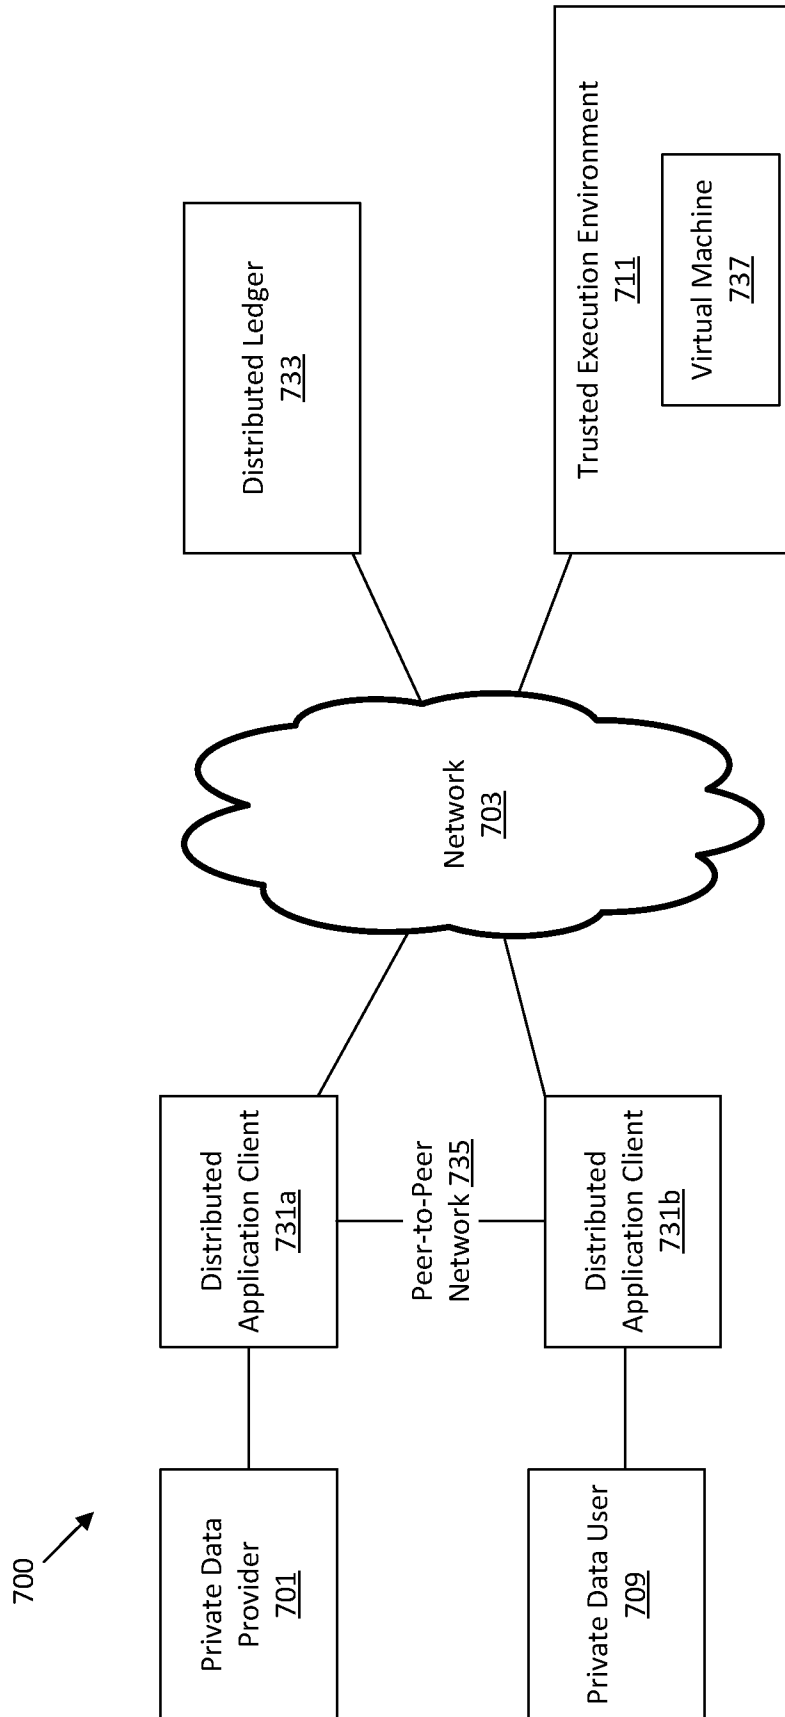 700
Private Data
Provider
701
Distributed
Application Client
731a
Distributed Ledger
733
Peer-to-Peer
Network 735
Network
703
Private Data User
709
Distributed
Application Client
731b
Trusted Execution Environment
711
Virtual Machine
737